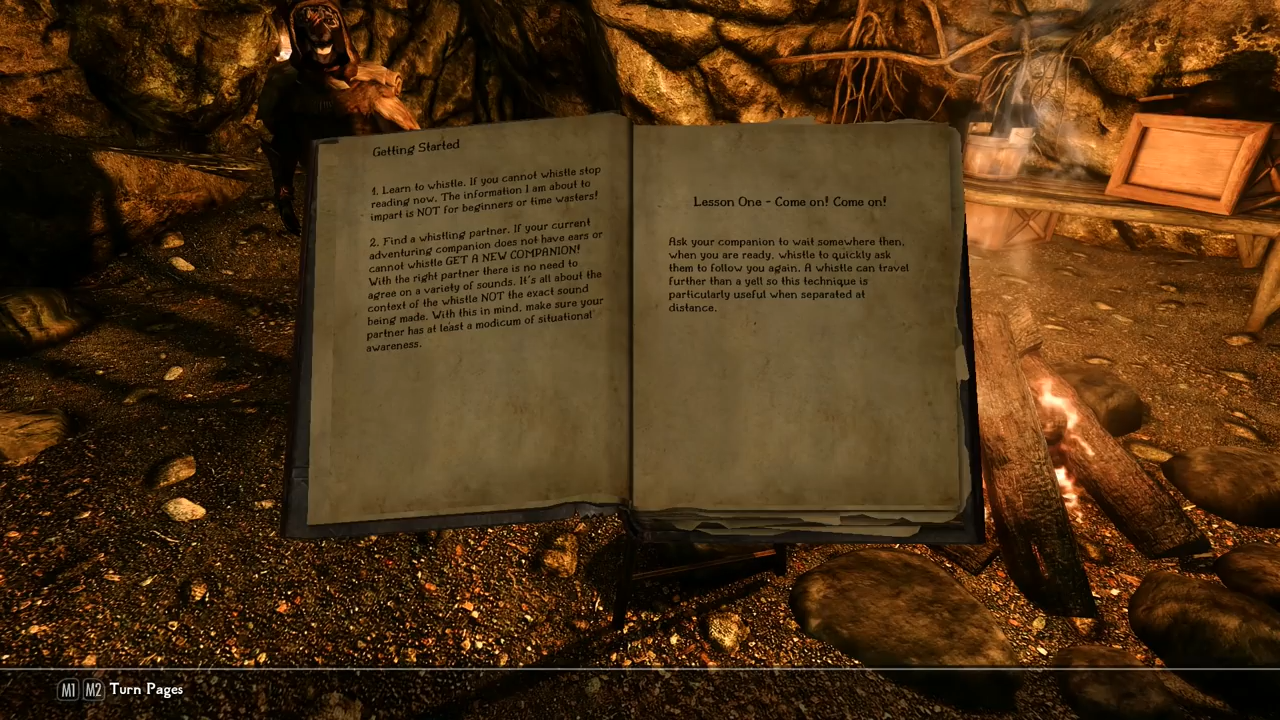 Getting Started
1. Learn to whistle. If you cannot whistle stop
reading now. The information I am about to
impart is NOT for beginners or time wasters!
2. Find a whistling partner. If your current
adventuring companion does not have ears or
cannot whistle GET A NEW COMPANION!
With the right partner there is no need to
agree on a variety of sounds. It's all about the
context of the whistle NOT the exact sound
being made. With this in mind, make sure your
partner has at least a modicum of situational
awareness.
Lesson One - Come on! Come on!
Ask your companion to wait somewhere then,
when you are ready, whistle to quickly ask
them to follow you again. A whistle can travel
further than a yell so this technique is
particularly useful when separated at
distance.
M1 M2 Turn Pages